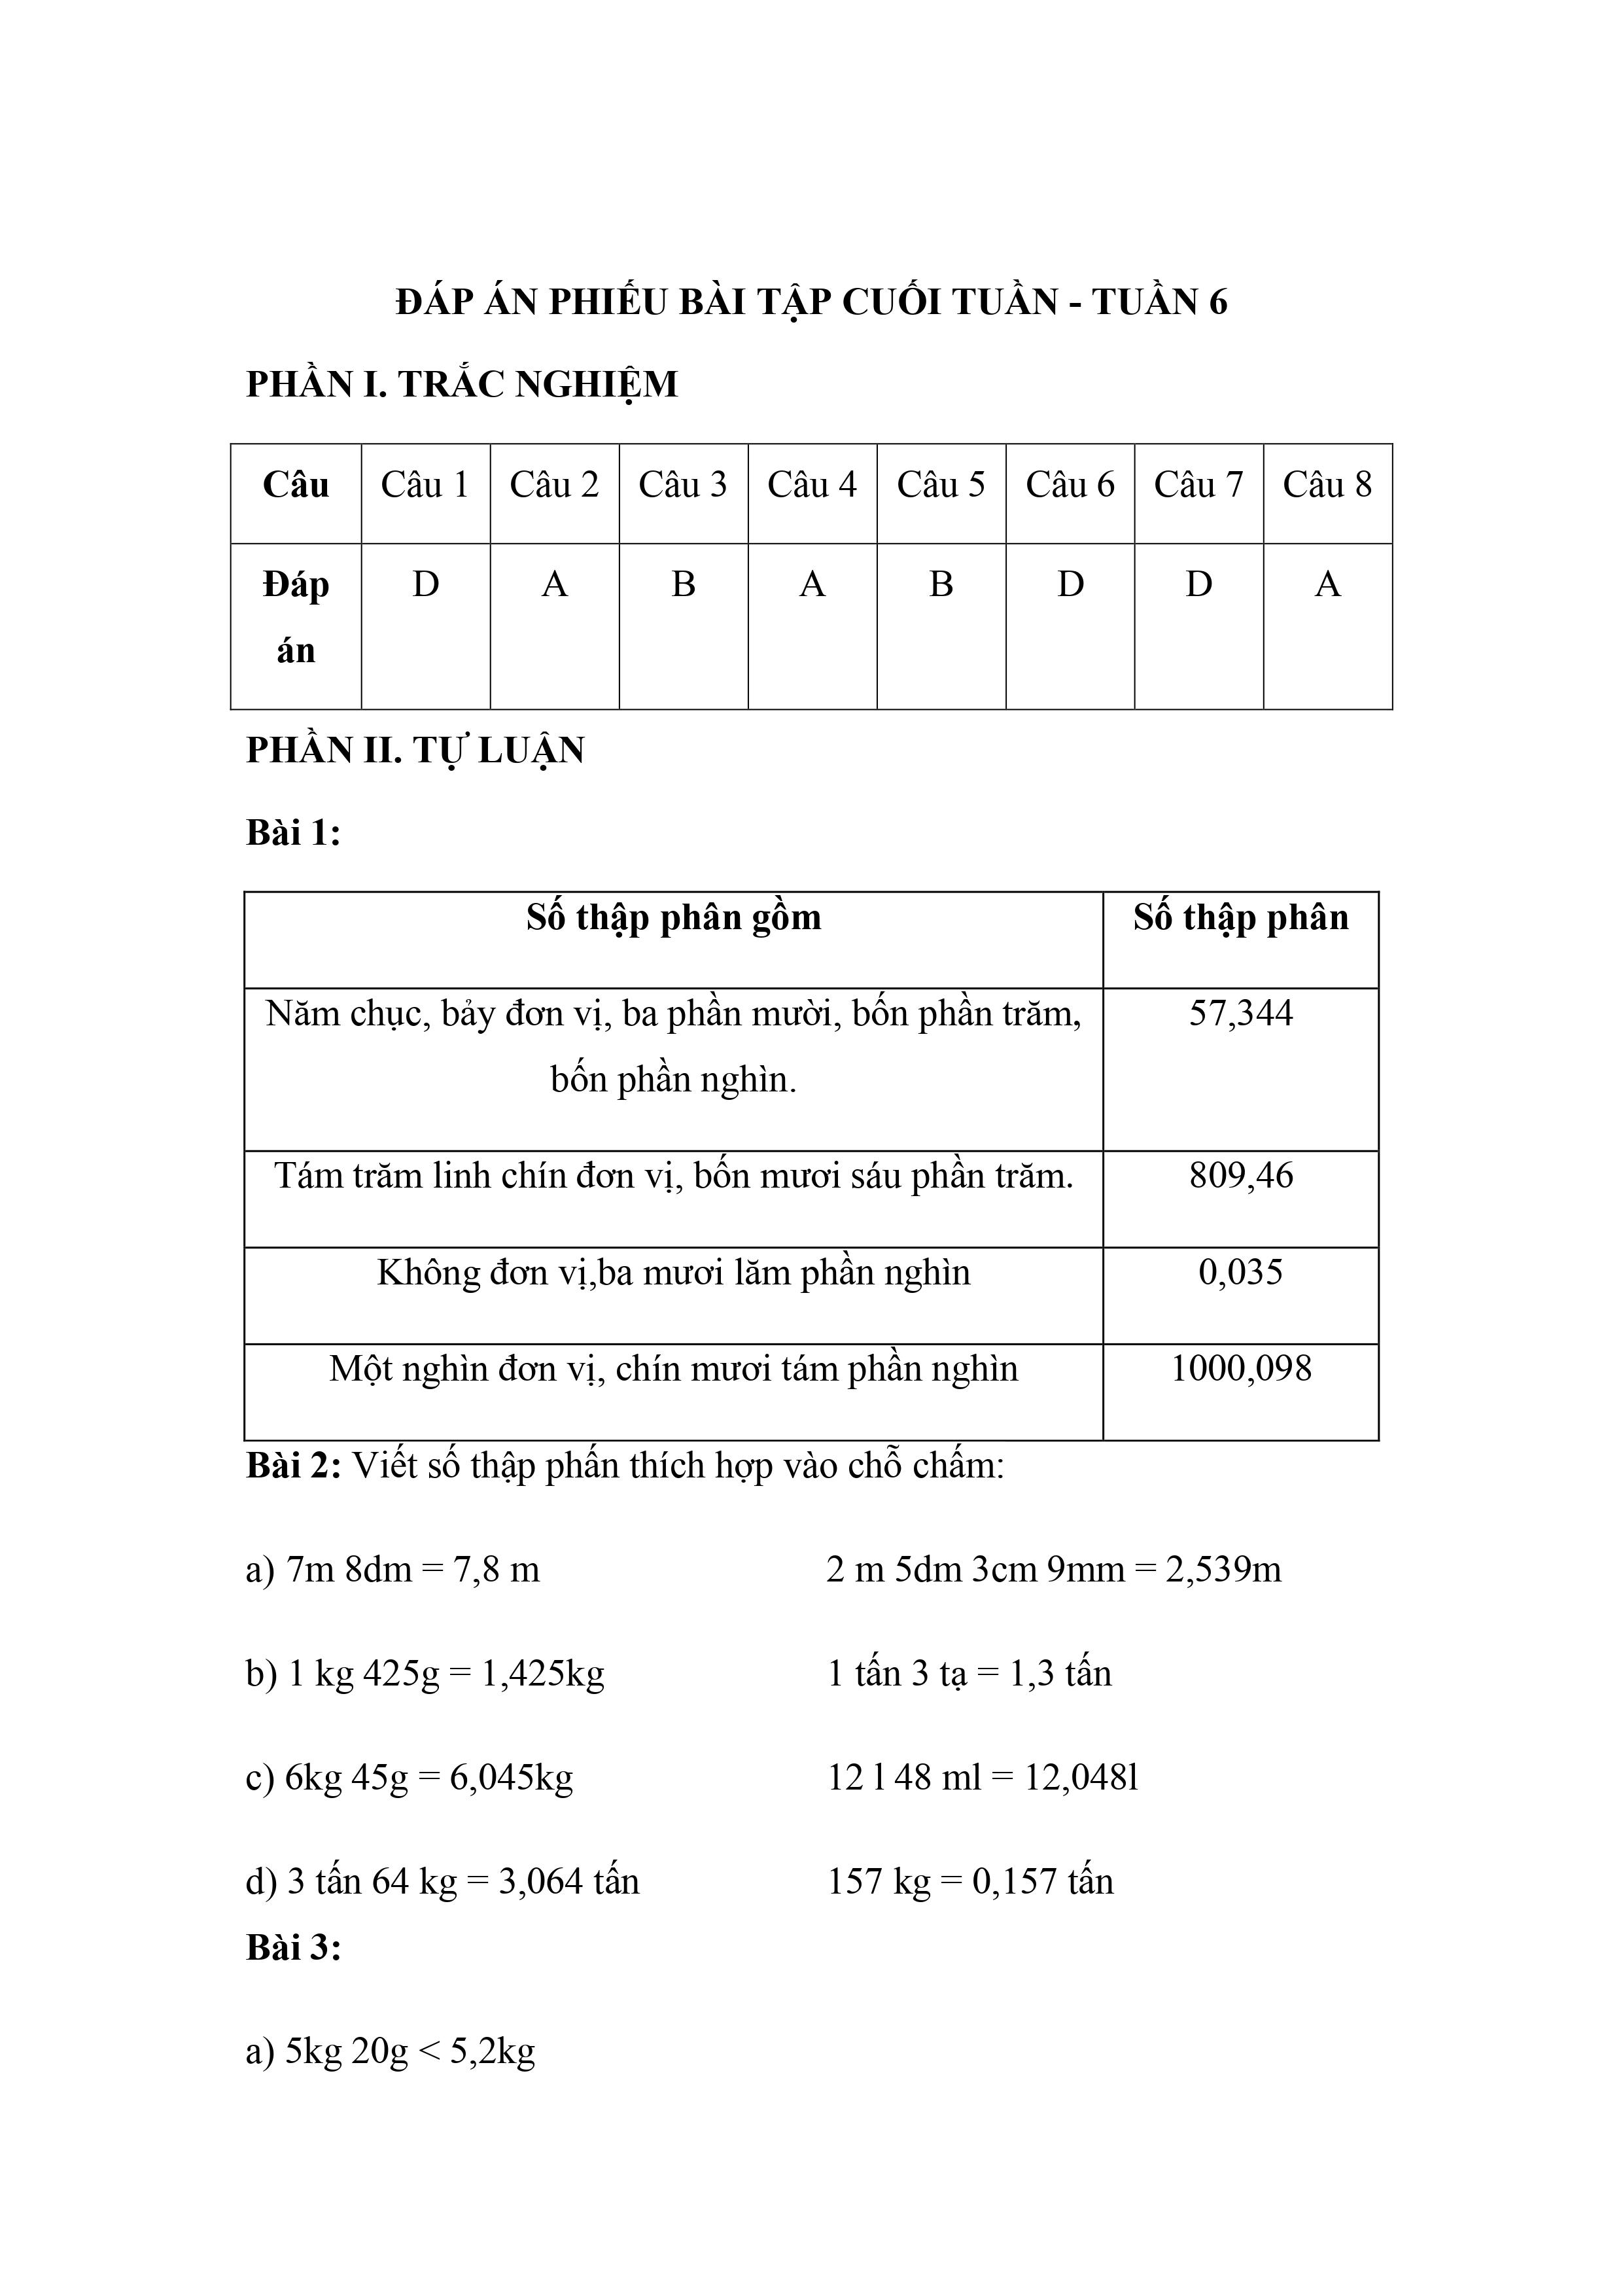 ĐÁP ÁN PHIẾU BÀI TẬP CUỐI TUẦN - TUẦN 6
PHẦN I. TRẮC NGHIỆM
Câu Câu 1 Câu 2 Câu 3 Câu 4 Câu 5 Câu 6 Câu 7 Câu 8
Đáp án D A B A B D D A
PHẦN II. TỰ LUẬN
Bài 1:
Số thập phân gồm Số thập phân
Năm chục, bảy đơn vị, ba phần mười, bốn phần trăm, 57,344
bốn phần nghìn.
Tám trăm linh chín đơn vị, bốn mươi sáu phần trăm. 809,46
Không đơn vị,ba mươi lăm phần nghìn 0,035
Một nghìn đơn vị, chín mươi tám phần nghìn 1000,098
Bài 2: Viết số thập phấn thích hợp vào chỗ chấm:
a) 7m 8dm = 7,8 m 2 m 5dm 3cm 9mm = 2,539m
b) 1 kg 425g = 1,425kg 1 tấn 3 tạ = 1,3 tấn
c) 6kg 45g = 6,045kg 12 l 48 ml = 12,048l
d) 3 tấn 64 kg = 3,064 tấn 157 kg = 0,157 tấn
Bài 3:
a) 5kg 20g < 5,2kg